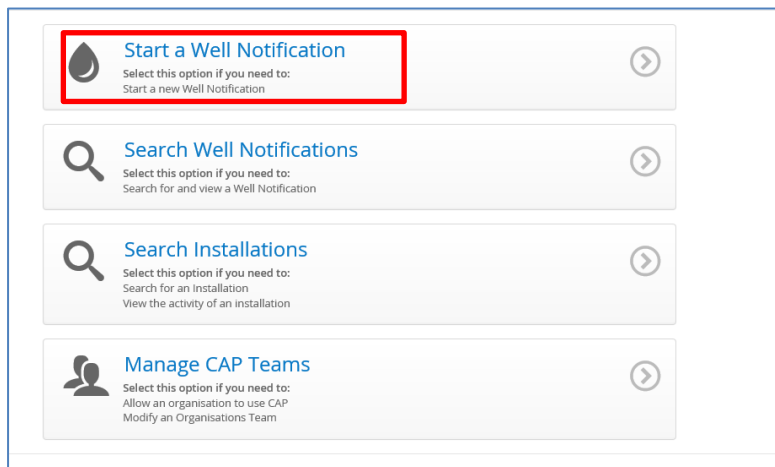 Start a Well Notification
Select this option if you need to:
Start a new Well Notification
Search Well Notifications
Select this option if you need to:
Search for and view a Well Notification
Search Installations
Select this option if you need to:
Search for an Installation
View the activity of an installation
Manage CAP Teams
Select this option if you need to:
Allow an organisation to use CAP
Modify an Organisations Team